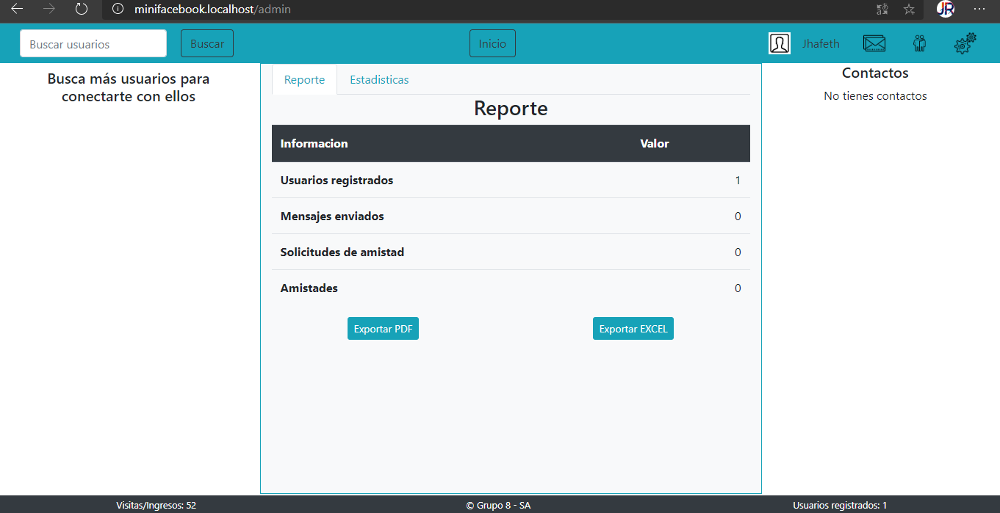 minifacebook.localhost/admin
JR
Buscar usuarios
Buscar
Inicio
Jhafeth
Busca más usuarios para
conectarte con ellos
Reporte
Estadisticas
Reporte
Informacion Valor
Usuarios registrados 1
Mensajes enviados 0
Solicitudes de amistad 0
Amistades 0
Exportar PDF
Exportar EXCEL
Contactos
No tienes contactos
Visitas/Ingresos: 52
© Grupo 8 - SA
Usuarios registrados: 1